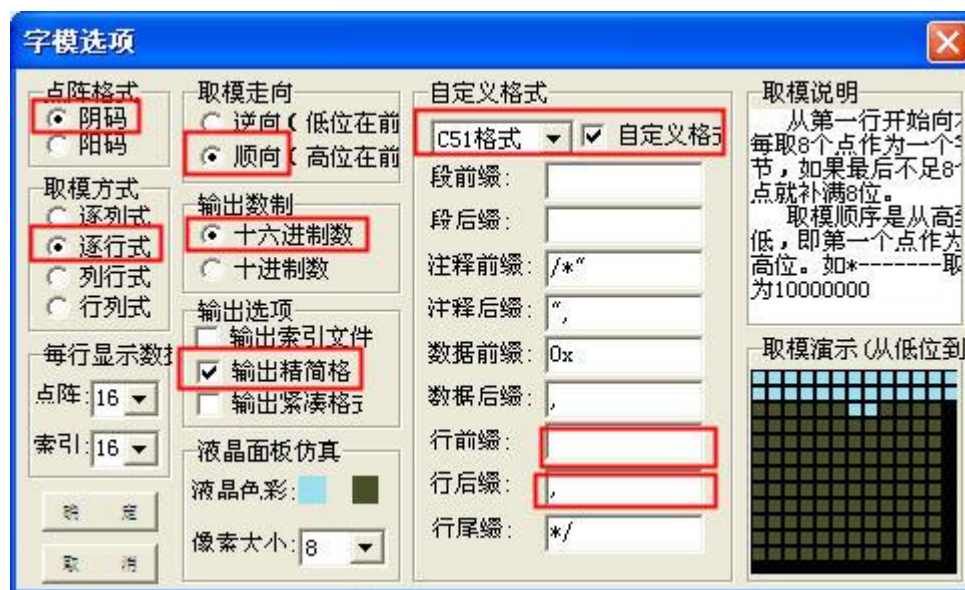 字模选项
点阵格式
阴码
阳码
取模方式
逐列式
逐行式
列行式
行列式
每行显示数
点阵: 16
索引: 16
确 定
取 消
取模走向
逆向(低位在前
顺向(高位在前
输出数制
十六进制数
十进制数
输出选项
输出索引文件
输出精简格
输出紧凑格式
液晶面板仿真
液晶色彩:
像素大小: 8
自定义格式
C51格式 自定义格式
段前缀:
段后缀:
注释前缀: /*"
注释后缀: ",
数据前缀: 0x
数据后缀: ,
行前缀:
行后缀: ,
行尾缀: */
取模说明
从第一行开始向
每取8个点作为一个字
节,如果最后不足8
点就补满8位。
取模顺序是从高
低,即第一个点作为
高位。如*-------取
为10000000
取模演示(从低位到